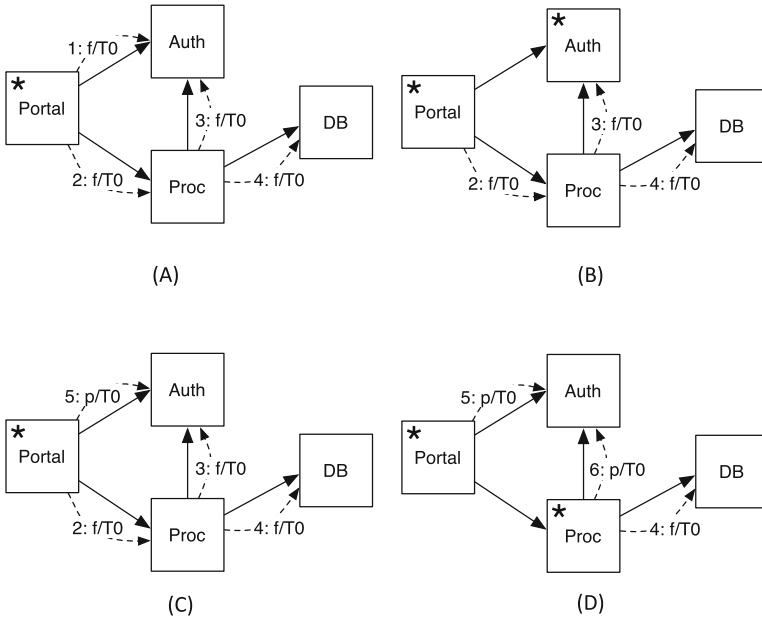 1: f/T0
Auth
*
Portal
DB
3: f/T0
2: f/T0
Proc
4: f/T0
(A)
*
Auth
*
Portal
DB
3: f/T0
2: f/T0
Proc
4: f/T0
(B)
5: p/T0
Auth
*
Portal
DB
3: f/T0
2: f/T0
Proc
4: f/T0
(C)
5: p/T0
Auth
*
Portal
DB
6: p/T0
*
Proc
4: f/T0
(D)